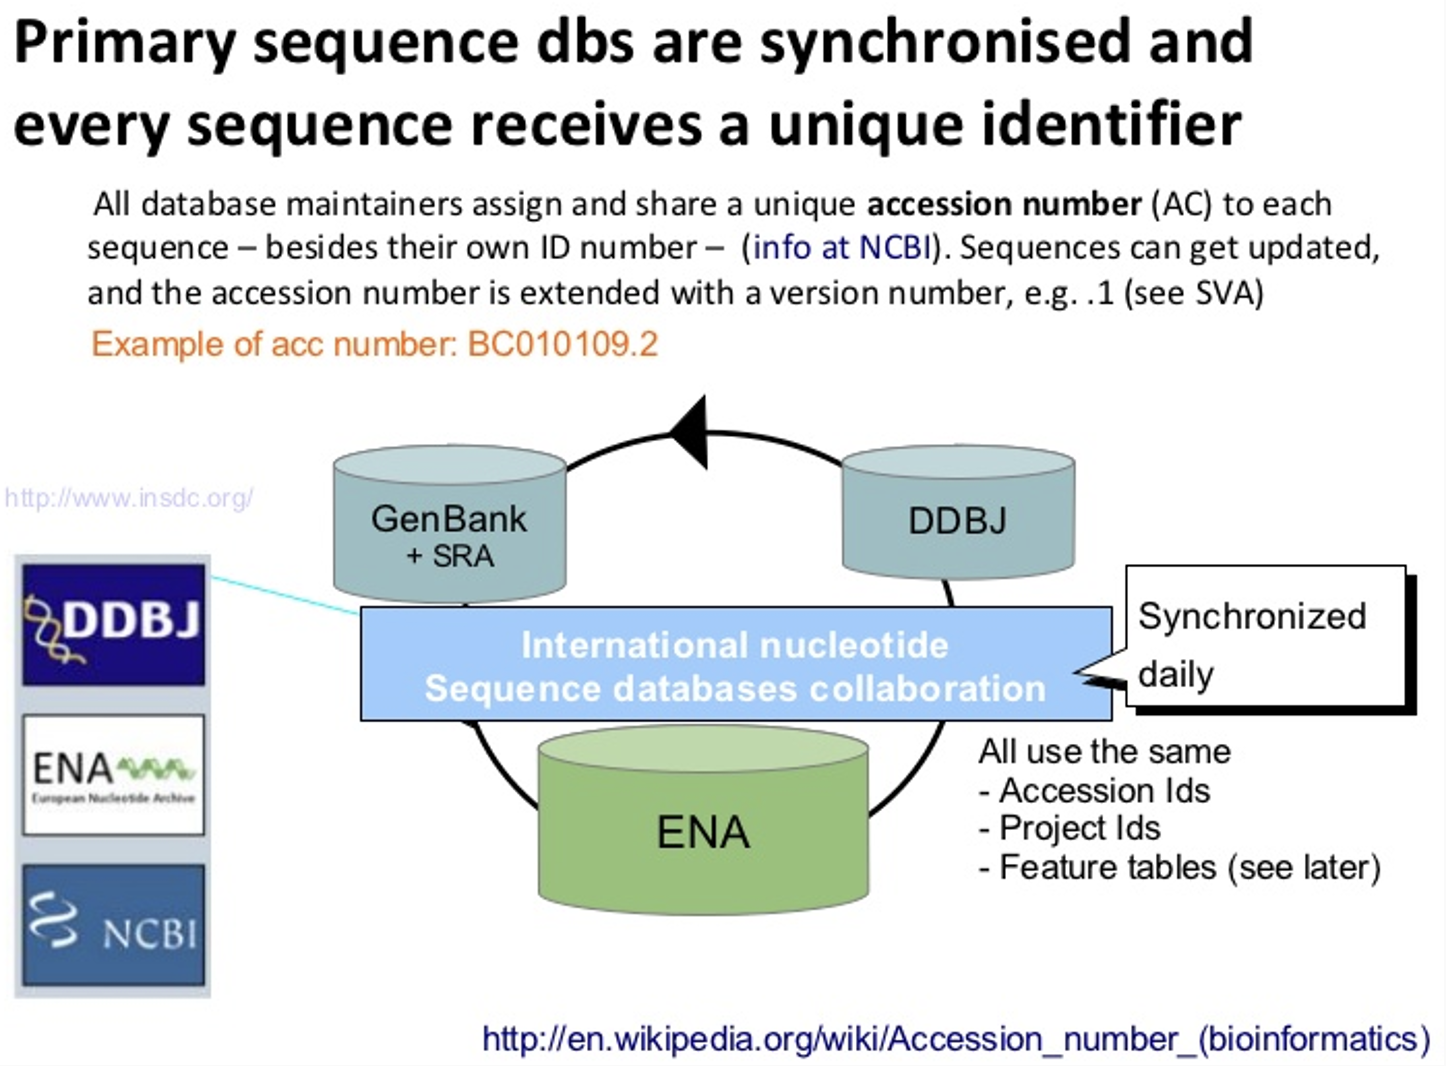 Primary sequence dbs are synchronised and
every sequence receives a unique identifier
All database maintainers assign and share a unique accession number (AC) to each
sequence – besides their own ID number – (info at NCBI). Sequences can get updated,
and the accession number is extended with a version number, e.g. .1 (see SVA)
Example of acc number: BC010109.2
http://www.insdc.org/
GenBank
+ SRA
DDBJ
DDBJ
ENA
European Nucleotide Archive
NCBI
International nucleotide
Sequence databases collaboration
Synchronized
daily
ENA
All use the same
- Accession Ids
- Project Ids
- Feature tables (see later)
http://en.wikipedia.org/wiki/Accession_number_(bioinformatics)